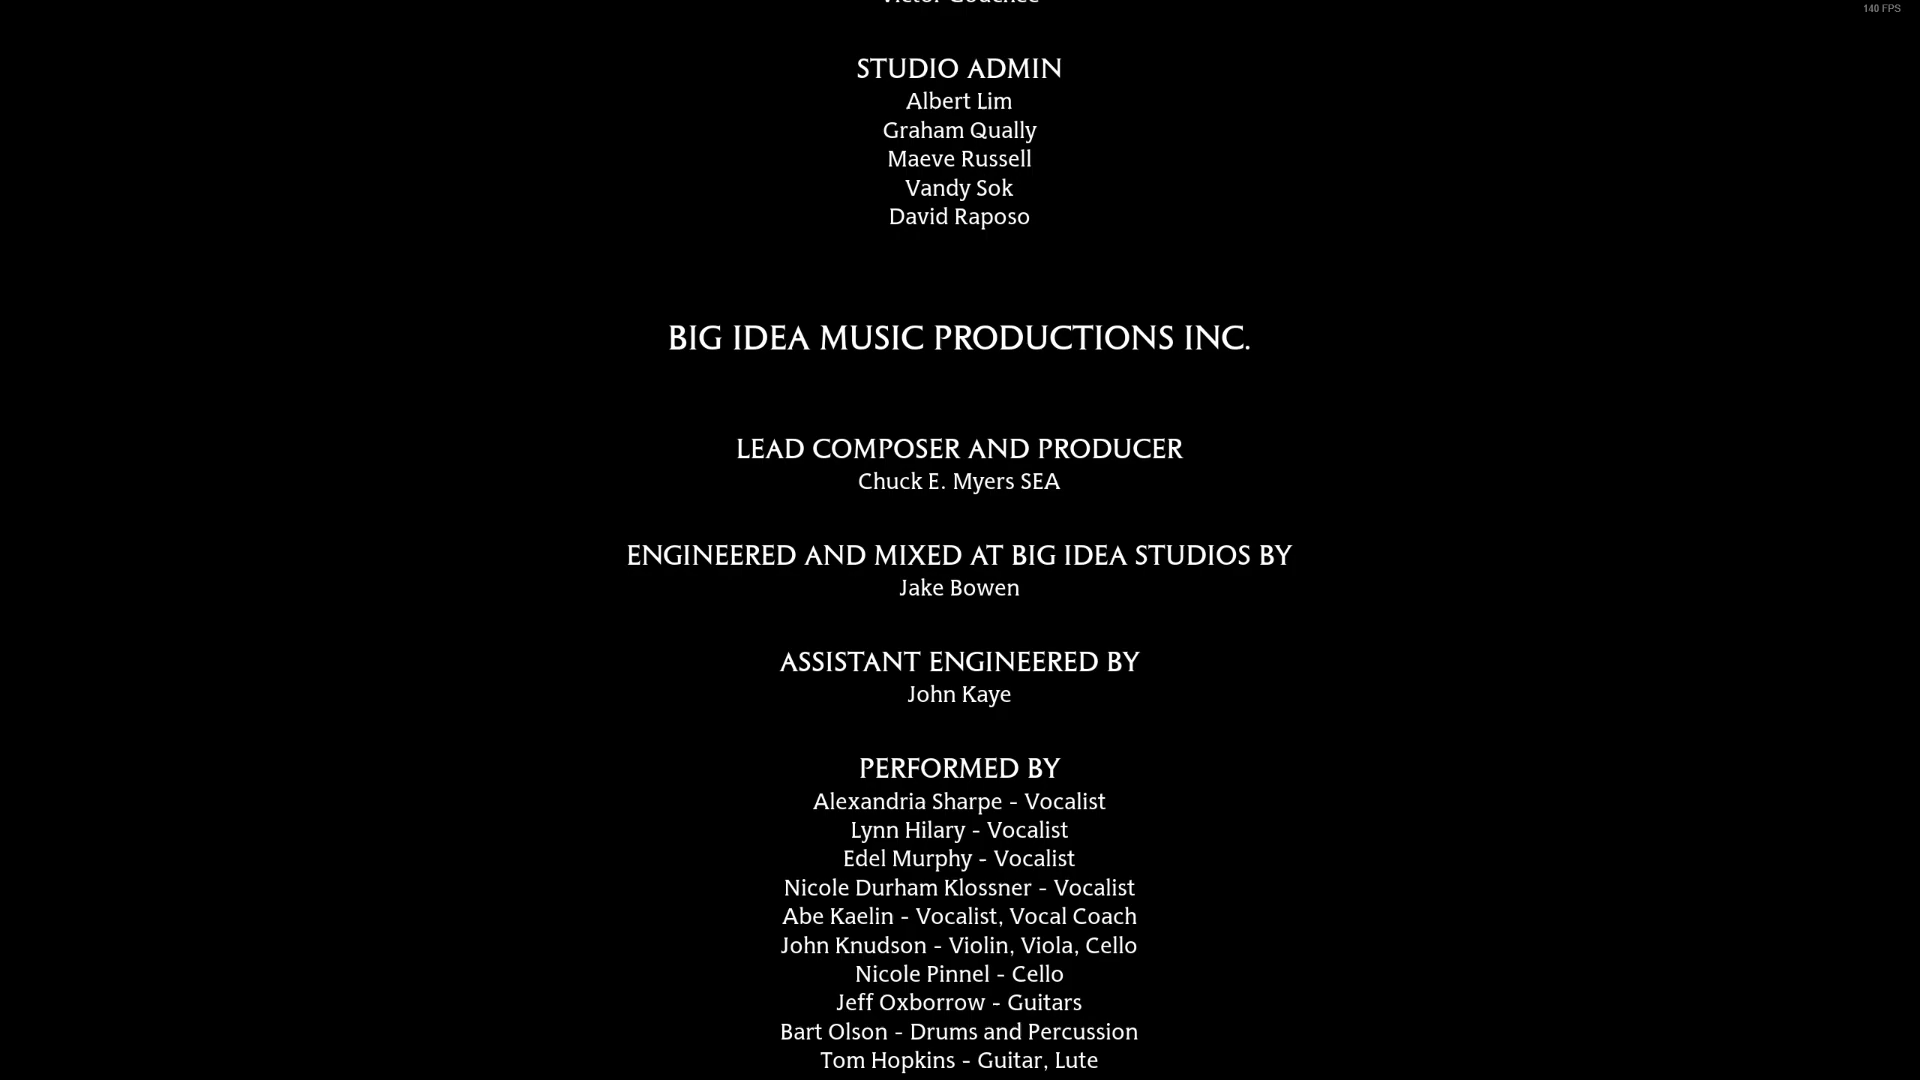 140 FPS
STUDIO ADMIN
Albert Lim
Graham Qually
Maeve Russell
Vandy Sok
David Raposo
BIG IDEA MUSIC PRODUCTIONS INC.
LEAD COMPOSER AND PRODUCER
Chuck E. Myers SEA
ENGINEERED AND MIXED AT BIG IDEA STUDIOS BY
Jake Bowen
ASSISTANT ENGINEERED BY
John Kaye
PERFORMED BY
Alexandria Sharpe - Vocalist
Lynn Hilary - Vocalist
Edel Murphy - Vocalist
Nicole Durham Klossner - Vocalist
Abe Kaelin - Vocalist, Vocal Coach
John Knudson - Violin, Viola, Cello
Nicole Pinnel - Cello
Jeff Oxborrow - Guitars
Bart Olson - Drums and Percussion
Tom Hopkins - Guitar, Lute